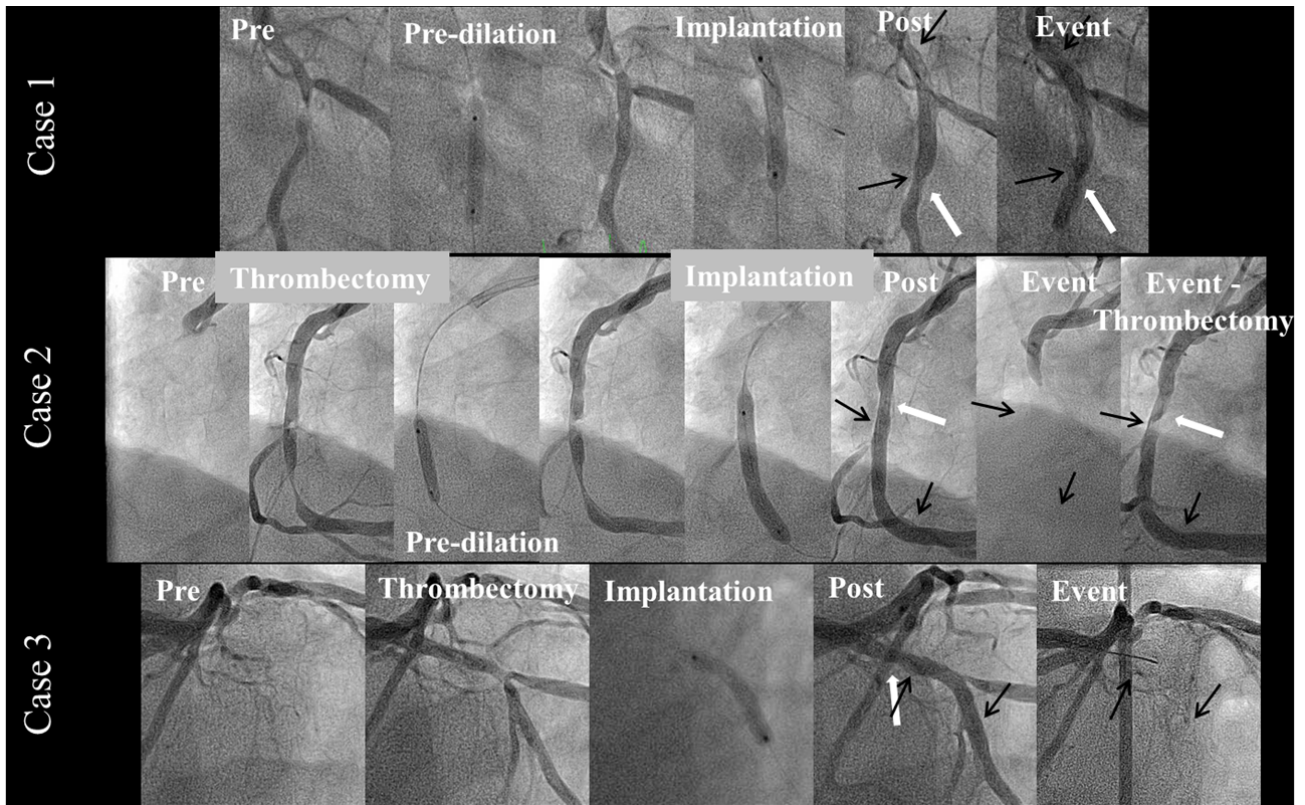 Case 1
Pre
Pre-dilation
Implantation
Post
Event
Case 2
Pre
Thrombectomy
Pre-dilation
Implantation
Post
Event
Event -
Thrombectomy
Case 3
Pre
Thrombectomy
Implantation
Post
Event